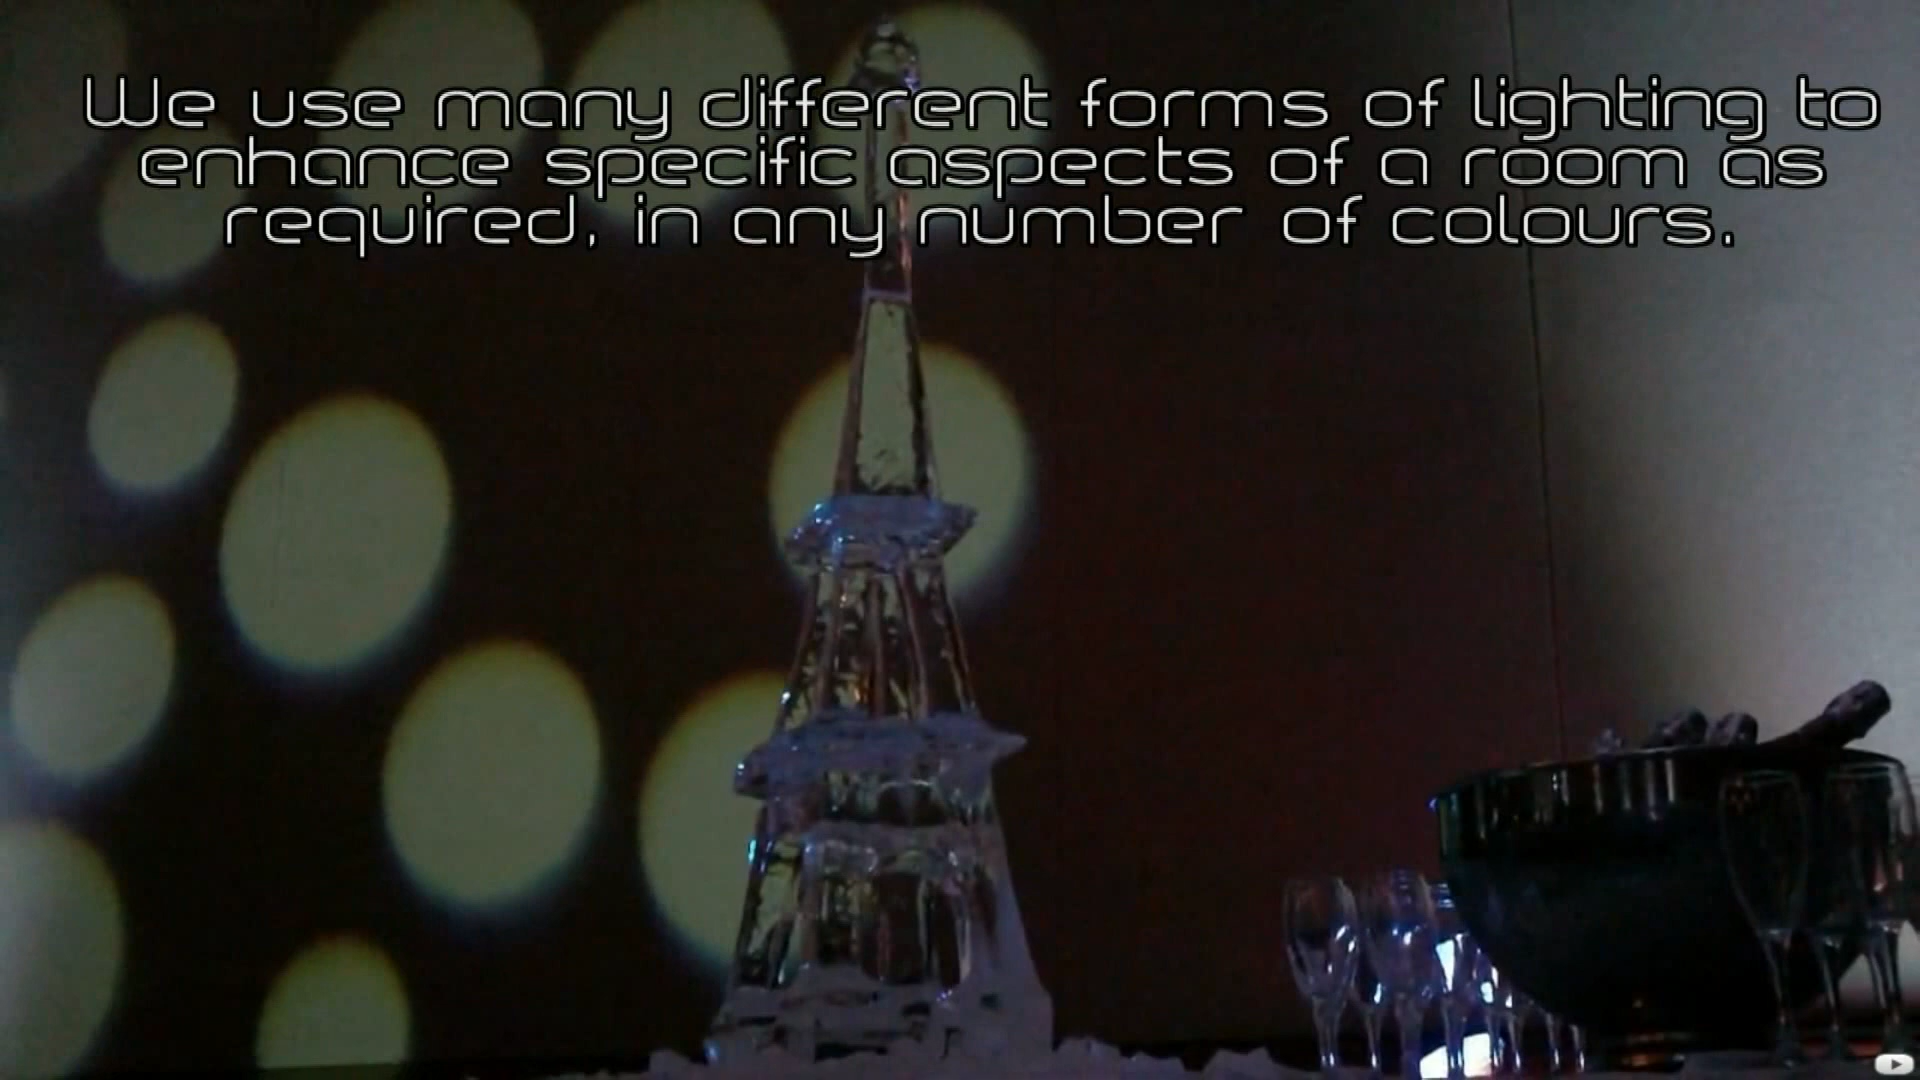 We use many different forms of lighting to
enhance specific aspects of a room as
required, in any number of colours.